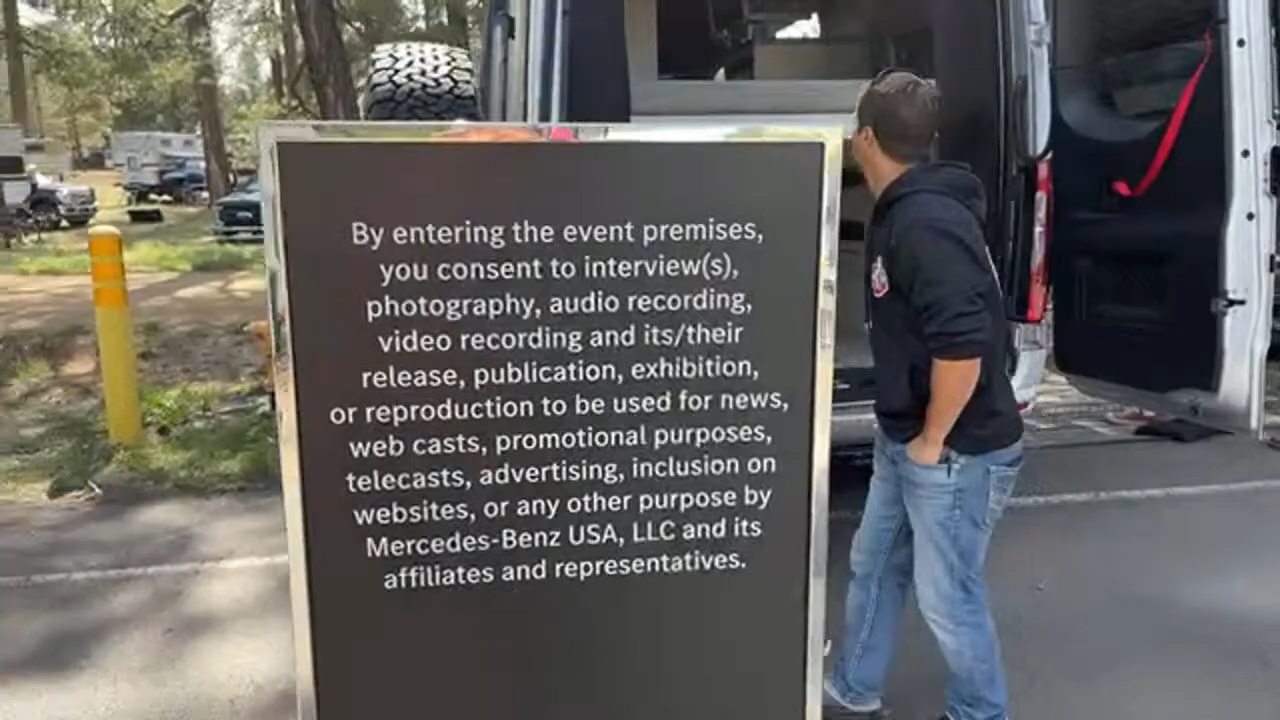 By entering the event premises,
you consent to interview(s),
photography, audio recording,
video recording and its/their
release, publication, exhibition,
or reproduction to be used for news,
web casts, promotional purposes,
telecasts, advertising, inclusion on
websites, or any other purpose by
Mercedes-Benz USA, LLC and its
affiliates and representatives.